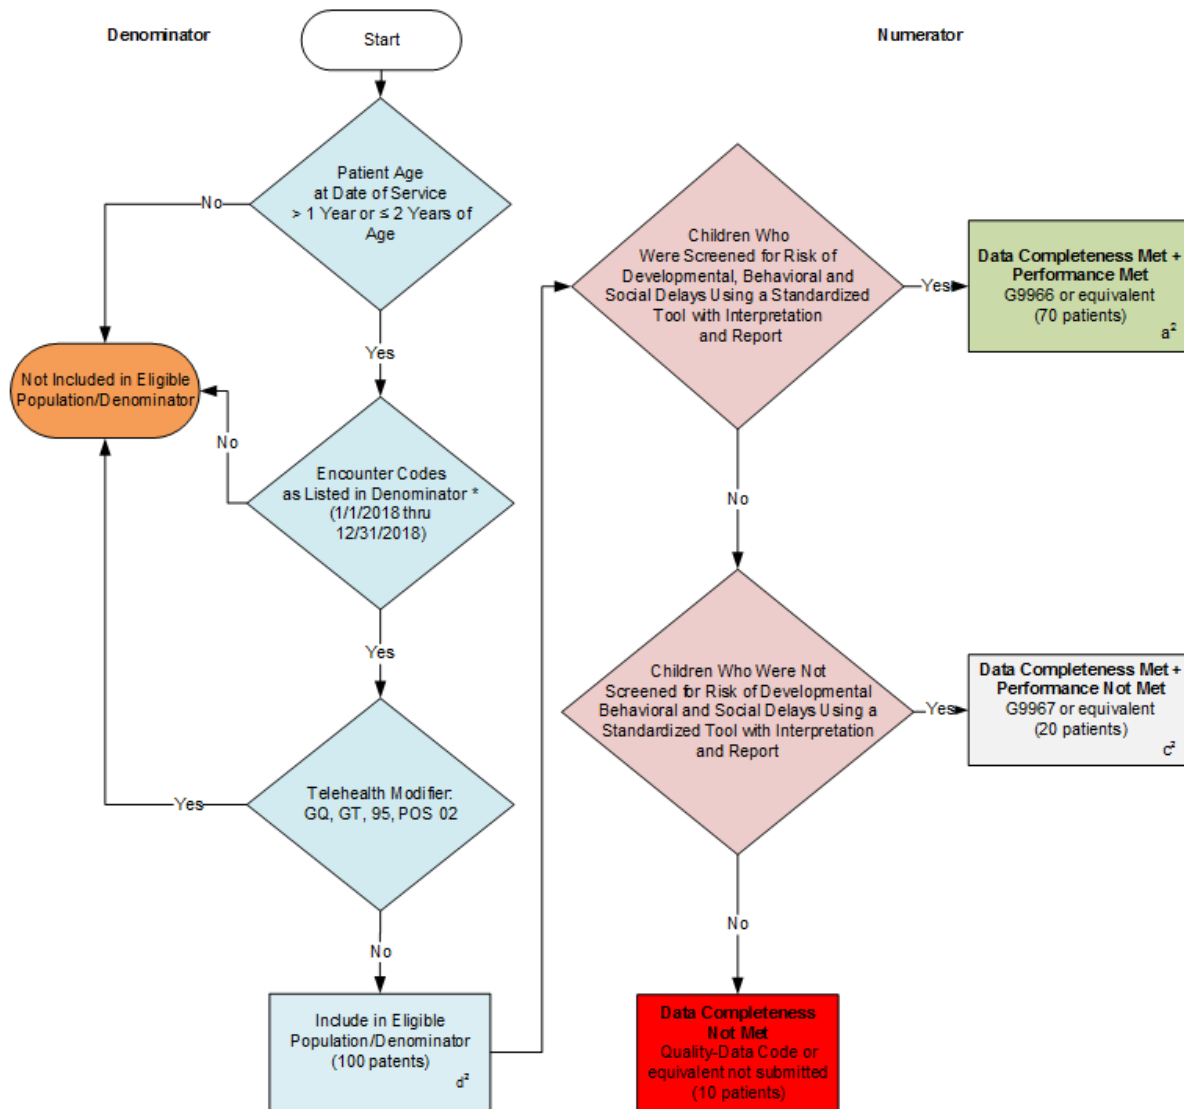 Denominator
Start
Numerator
Patient Age
at Date of Service
> 1 Year or ≤ 2 Years of
Age
No
Yes
Not Included in Eligible
Population/Denominator
No
Encounter Codes
as Listed in Denominator *
(1/1/2018 thru
12/31/2018)
Yes
Telehealth Modifier:
GQ, GT, 95, POS 02
Yes
No
Include in Eligible
Population/Denominator
(100 patents)
d²
Children Who
Were Screened for Risk of
Developmental, Behavioral and
Social Delays Using a Standardized
Tool with Interpretation
and Report
Yes
Data Completeness Met +
Performance Met
G9966 or equivalent
(70 patients)
a²
No
Children Who Were Not
Screened for Risk of Developmental
Behavioral and Social Delays Using a
Standardized Tool with Interpretation
and Report
Yes
Data Completeness Met +
Performance Not Met
G9967 or equivalent
(20 patients)
c²
No
Data Completeness
Not Met
Quality-Data Code or
equivalent not submitted
(10 patients)